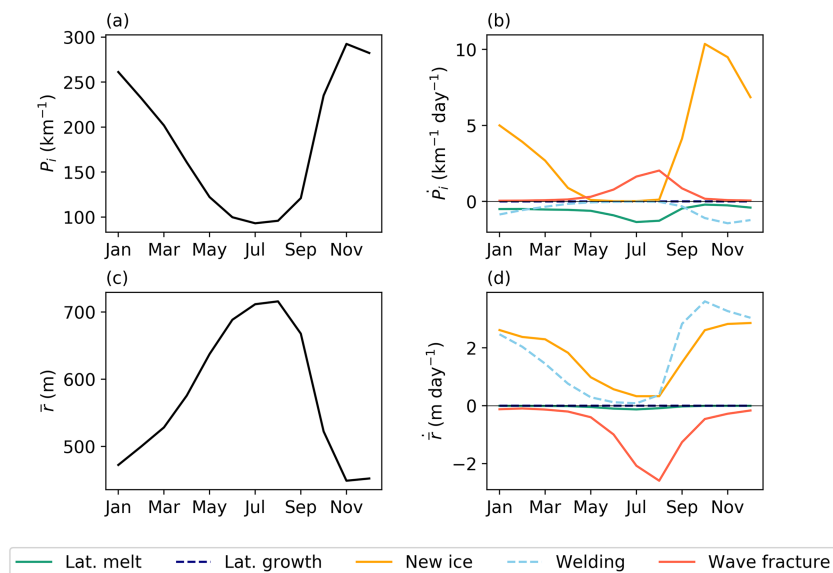 (a)
300
250
200
150
100
P_i (km⁻¹)
Jan Mar May Jul Sep Nov
(b)
10
5
0
Ṗ_i (km⁻¹ day⁻¹)
Jan Mar May Jul Sep Nov
(c)
700
600
500
r̅ (m)
Jan Mar May Jul Sep Nov
(d)
2
0
−2
ṙ̅ (m day⁻¹)
Jan Mar May Jul Sep Nov
Lat. melt Lat. growth New ice Welding Wave fracture